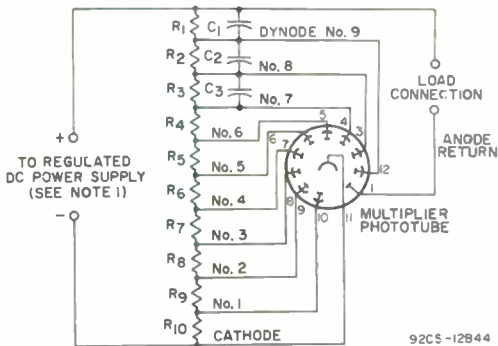 R1 C1 DYNODE No. 9
R2 C2 No. 8
R3 C3 No. 7
R4 No. 6
R5 No. 5
R6 No. 4
R7 No. 3
R8 No. 2
R9 No. 1
R10 CATHODE
+
TO REGULATED
DC POWER SUPPLY
(SEE NOTE 1)
–
5 4 3
6
7
12
1
8 9 10 11
LOAD
CONNECTION
ANODE
RETURN
MULTIPLIER
PHOTOTUBE
92CS-12844